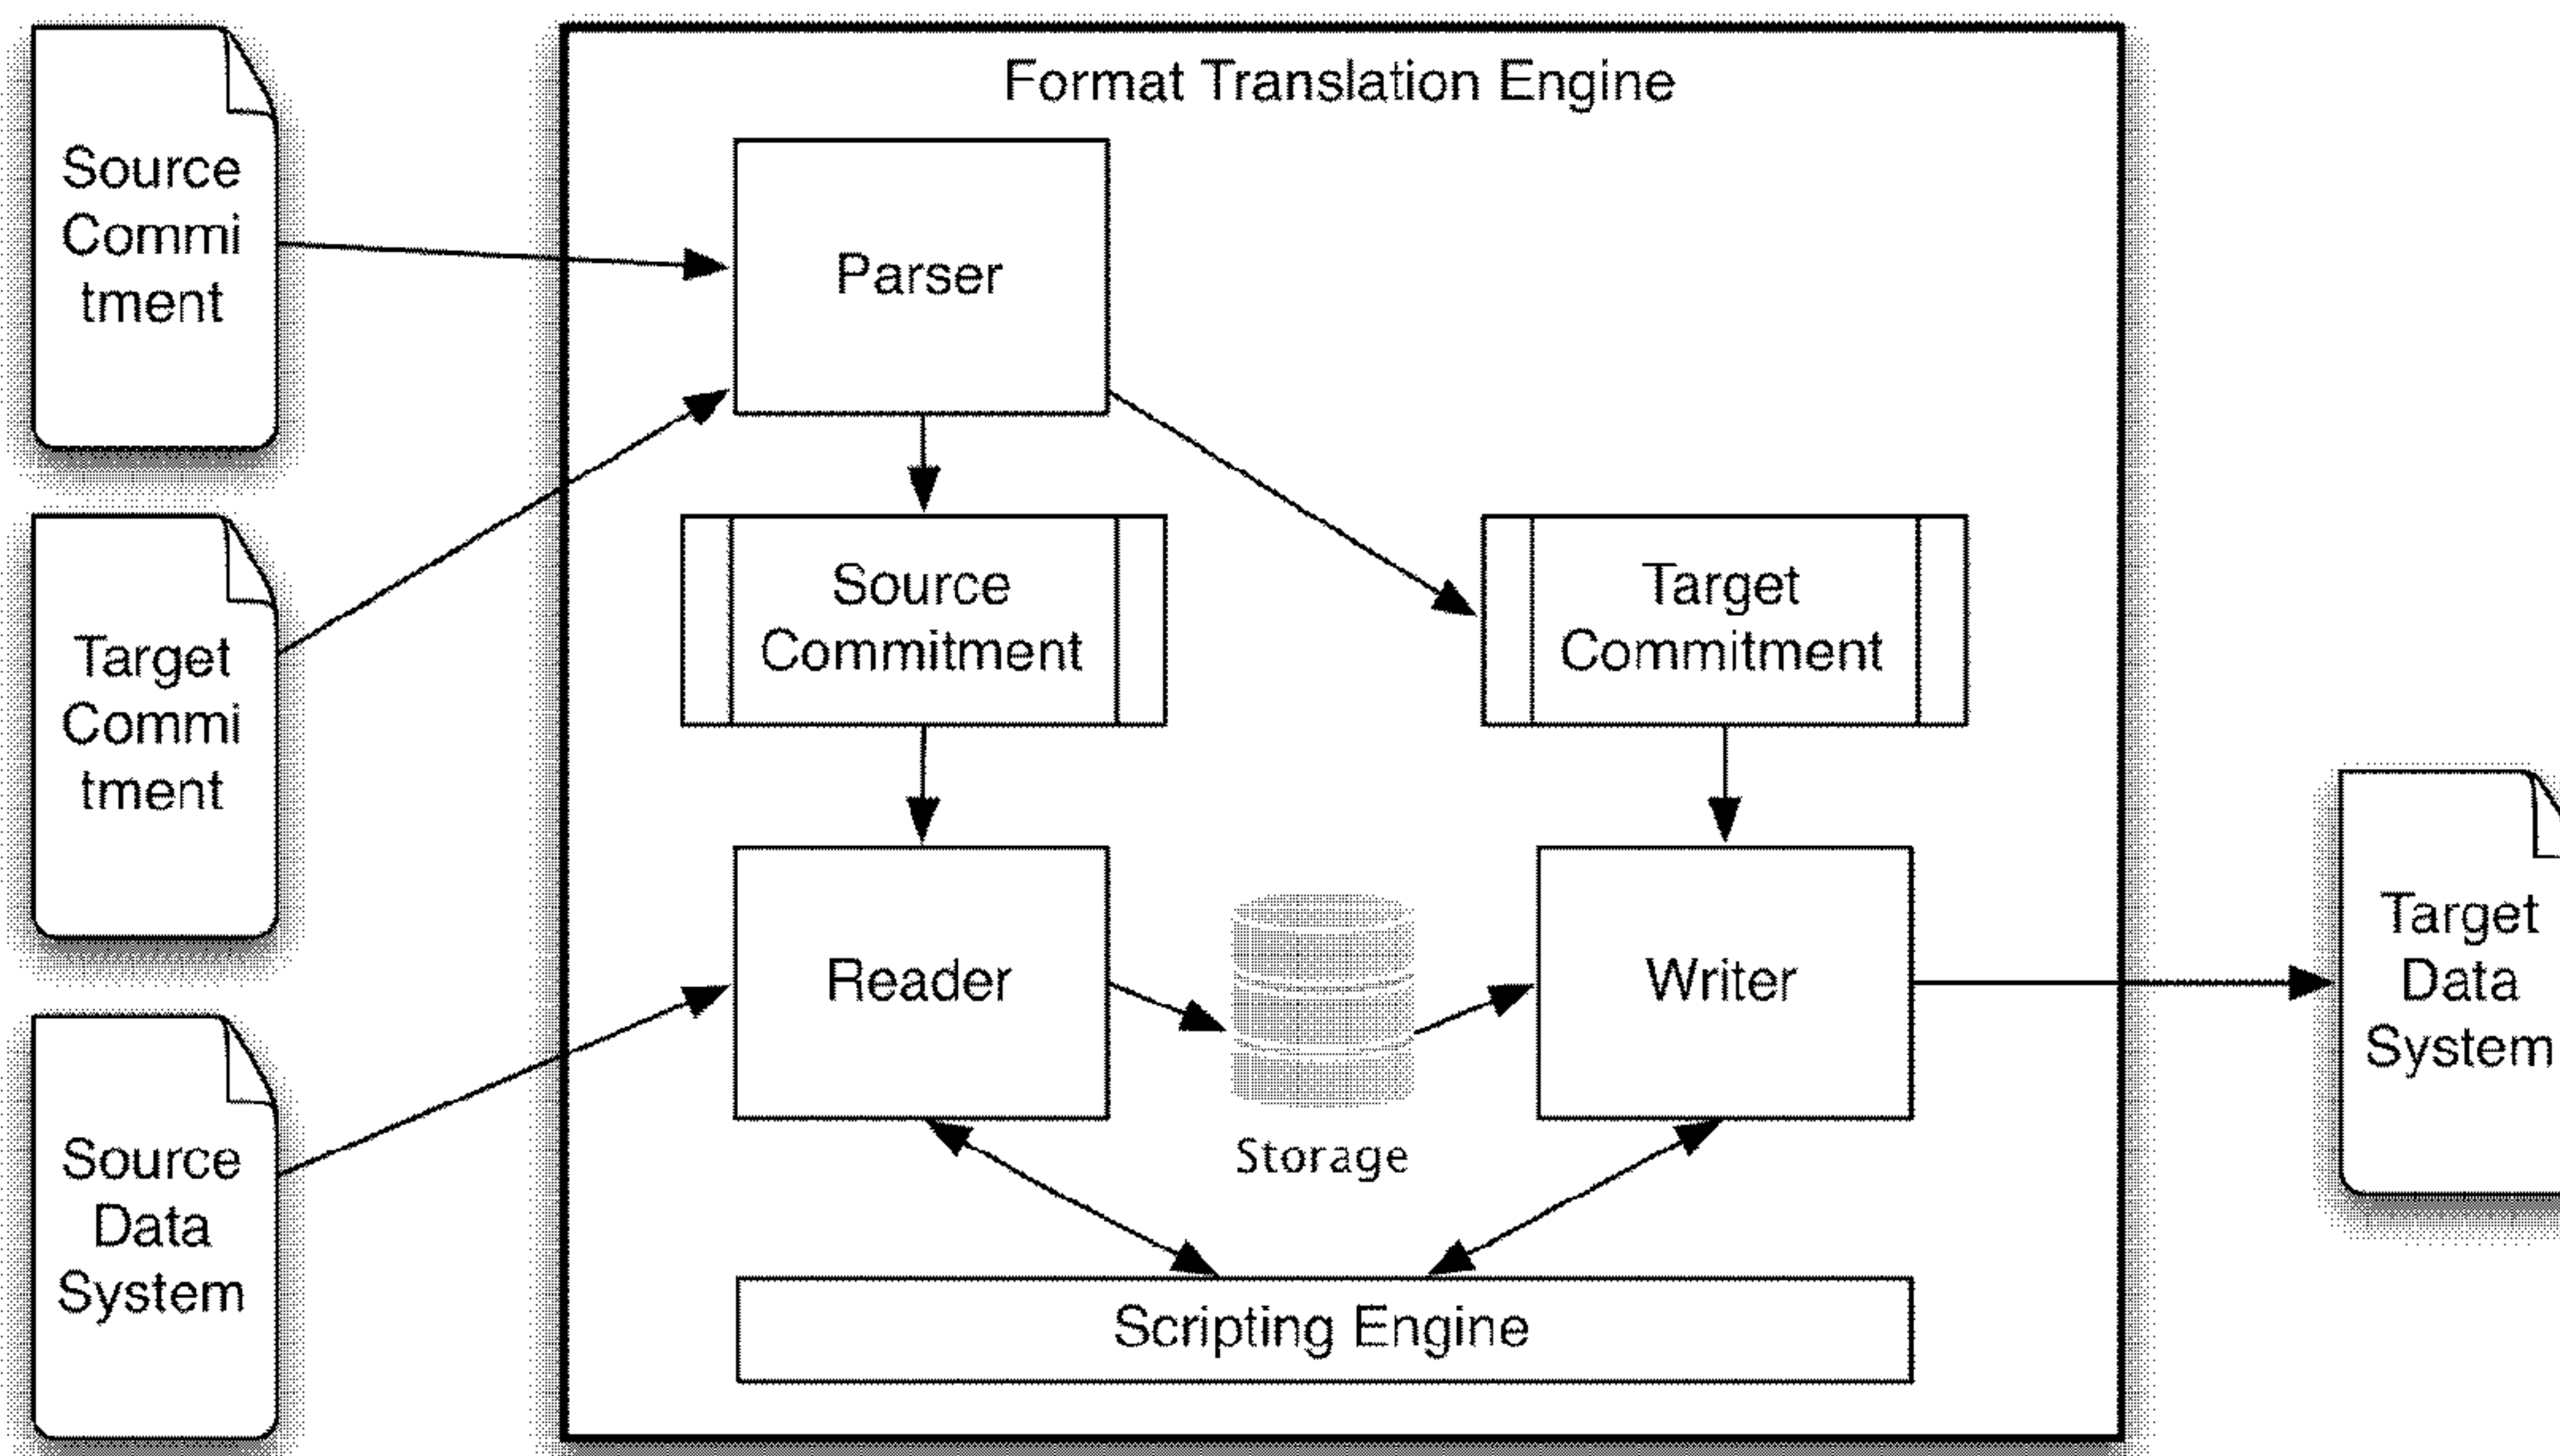 Format Translation Engine
Source
Commi
tment
Parser
Target
Commi
tment
Source
Commitment
Target
Commitment
Source
Data
System
Reader
Storage
Writer
Target
Data
System
Scripting Engine